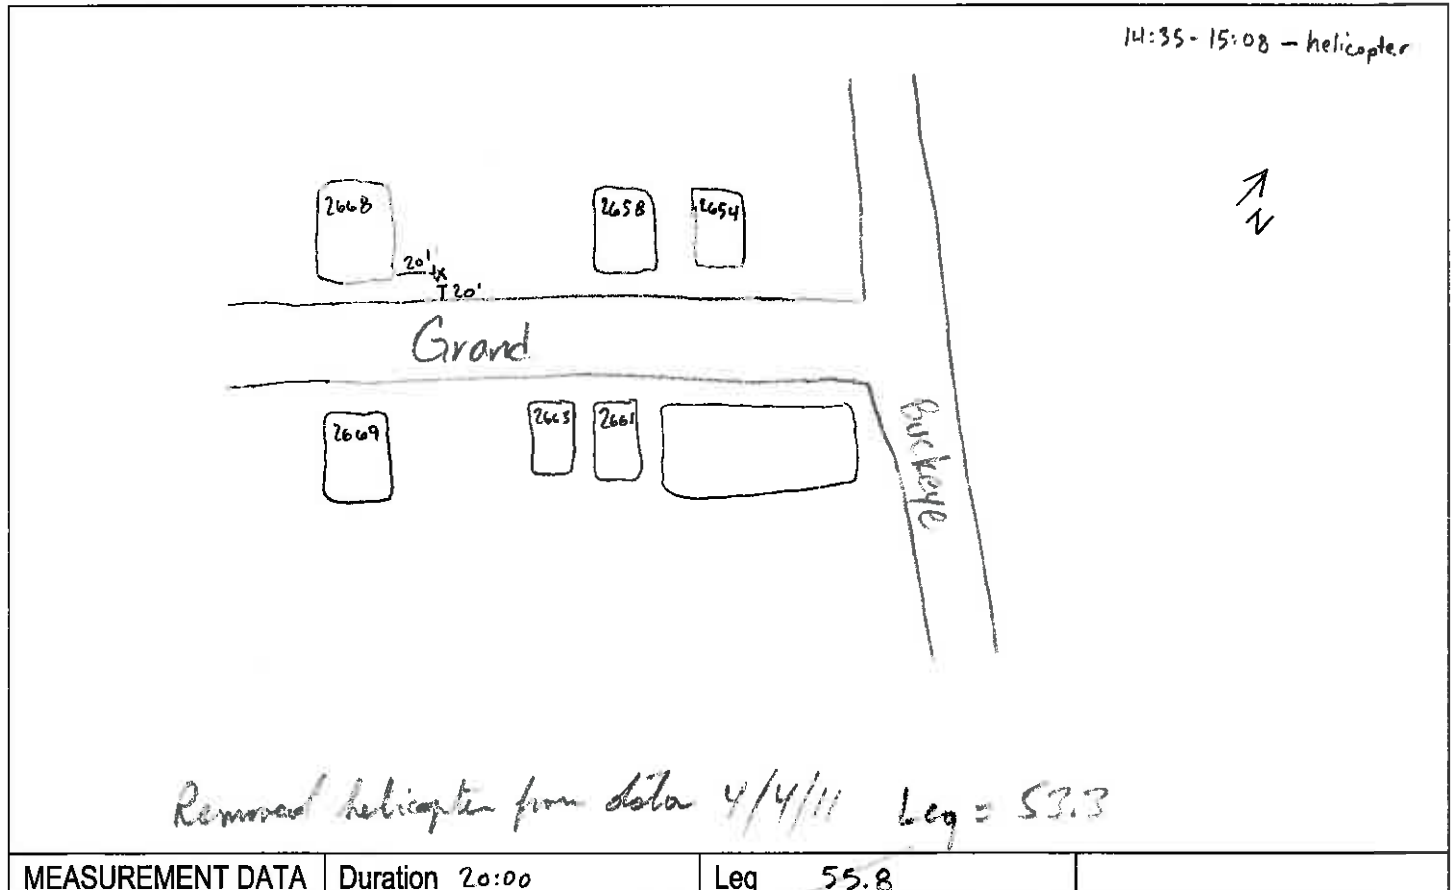 14:35-15:08 - helicopter
2668
2658
2654
20'
x
20'
Grand
2669
2663
2661
Buckeye
N
Removed helicopter from data 4/4/11 Leq = 53.3
MEASUREMENT DATA Duration 20:00 Leq 55.8